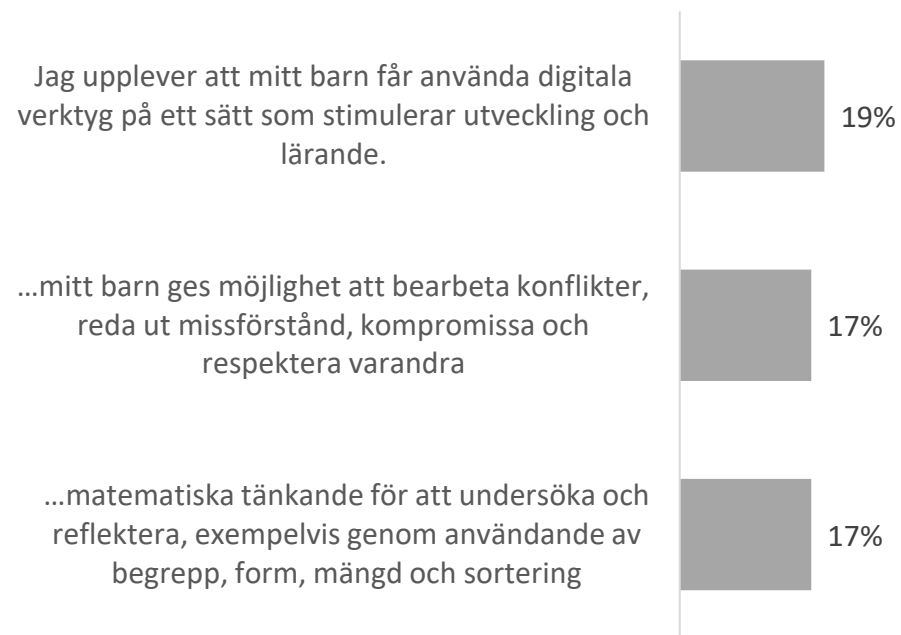 Jag upplever att mitt barn får använda digitala
verktyg på ett sätt som stimulerar utveckling och
lärande.
19%
…mitt barn ges möjlighet att bearbeta konflikter,
reda ut missförstånd, kompromissa och
respektera varandra
17%
…matematiska tänkande för att undersöka och
reflektera, exempelvis genom användande av
begrepp, form, mängd och sortering
17%